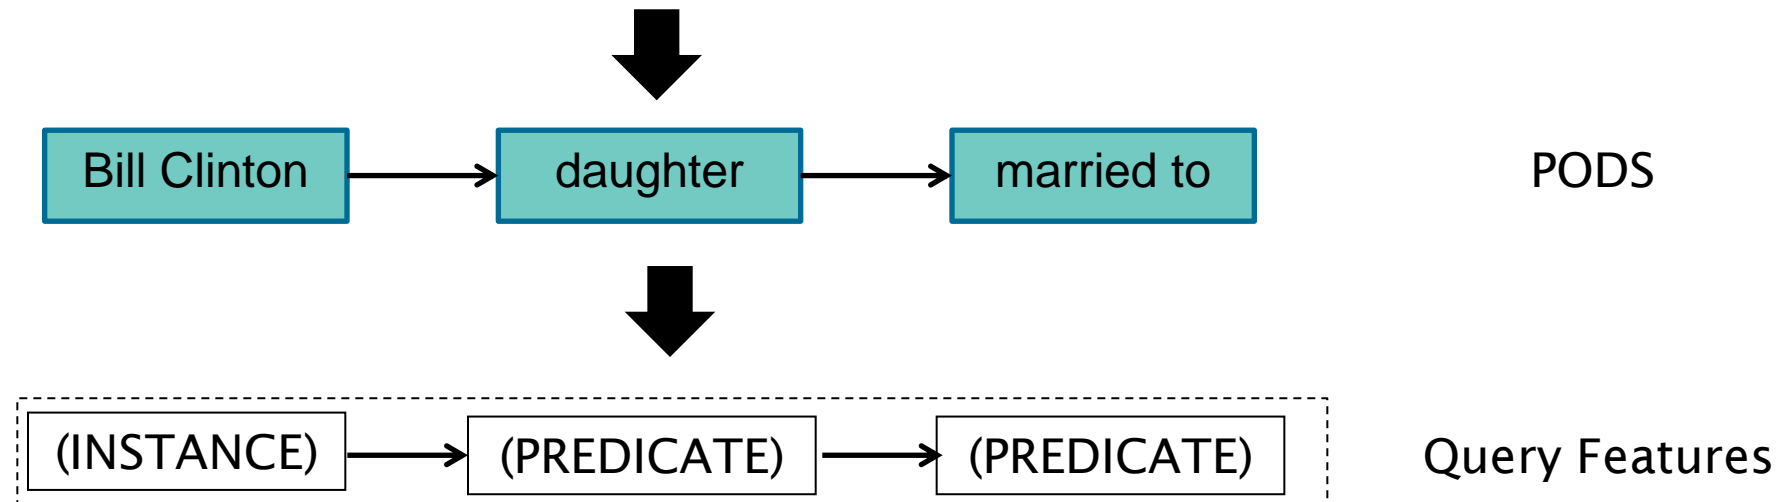 Bill Clinton daughter married to PODS
(INSTANCE) (PREDICATE) (PREDICATE) Query Features